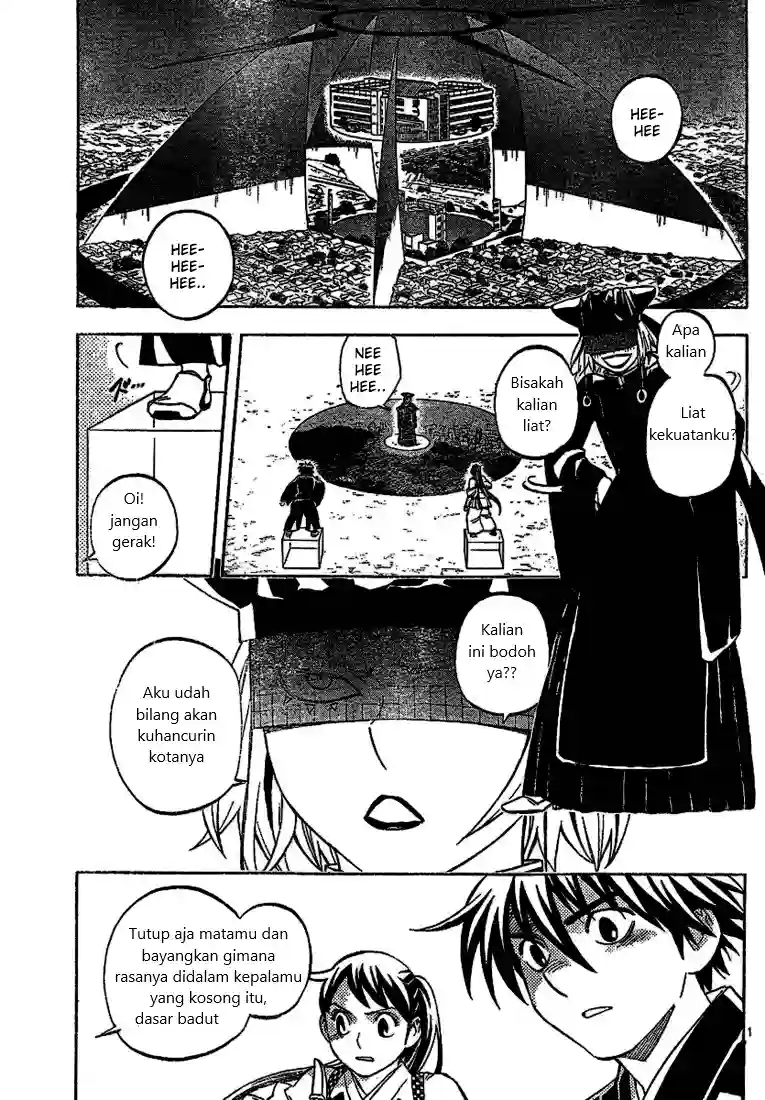 HEE-
HEE
HEE-
HEE-
HEE..
Apa
kalian
Liat
kekuatanku?
Bisakah
kalian
liat?
NEE
HEE
HEE..
Oi!
jangan
gerak!
Kalian
ini bodoh
ya??
Aku udah
bilang akan
kuhancurin
kotanya
Tutup aja matamu dan
bayangkan gimana
rasanya didalam kepalamu
yang kosong itu,
dasar badut
1